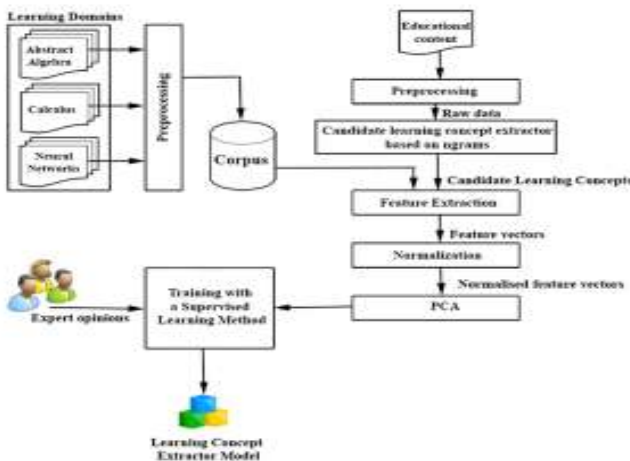 Learning Domains
Abstract
Algebra
Calculus
Neural
Networks
Preprocessing
Corpus
Educational
content
Preprocessing
Raw data
Candidate learning concept extractor
based on ngrams
Candidate Learning Concepts
Feature Extraction
Feature vectors
Normalization
Normalised feature vectors
PCA
Expert opinions
Training with
a Supervised
Learning Method
Learning Concept
Extractor Model